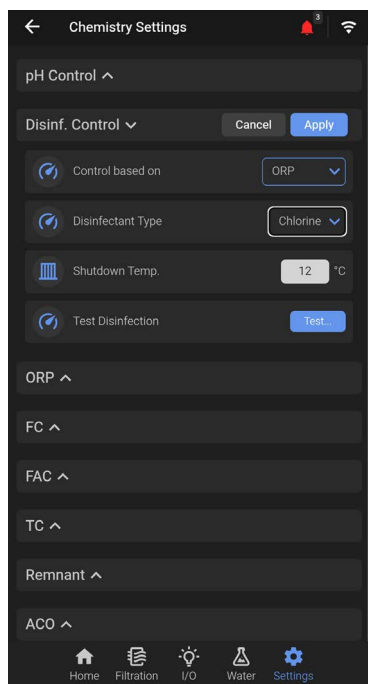 Chemistry Settings
3
pH Control
Disinf. Control Cancel Apply
Control based on ORP
Disinfectant Type Chlorine
Shutdown Temp. 12 °C
Test Disinfection Test...
ORP
FC
FAC
TC
Remnant
ACO
Home Filtration I/O Water Settings